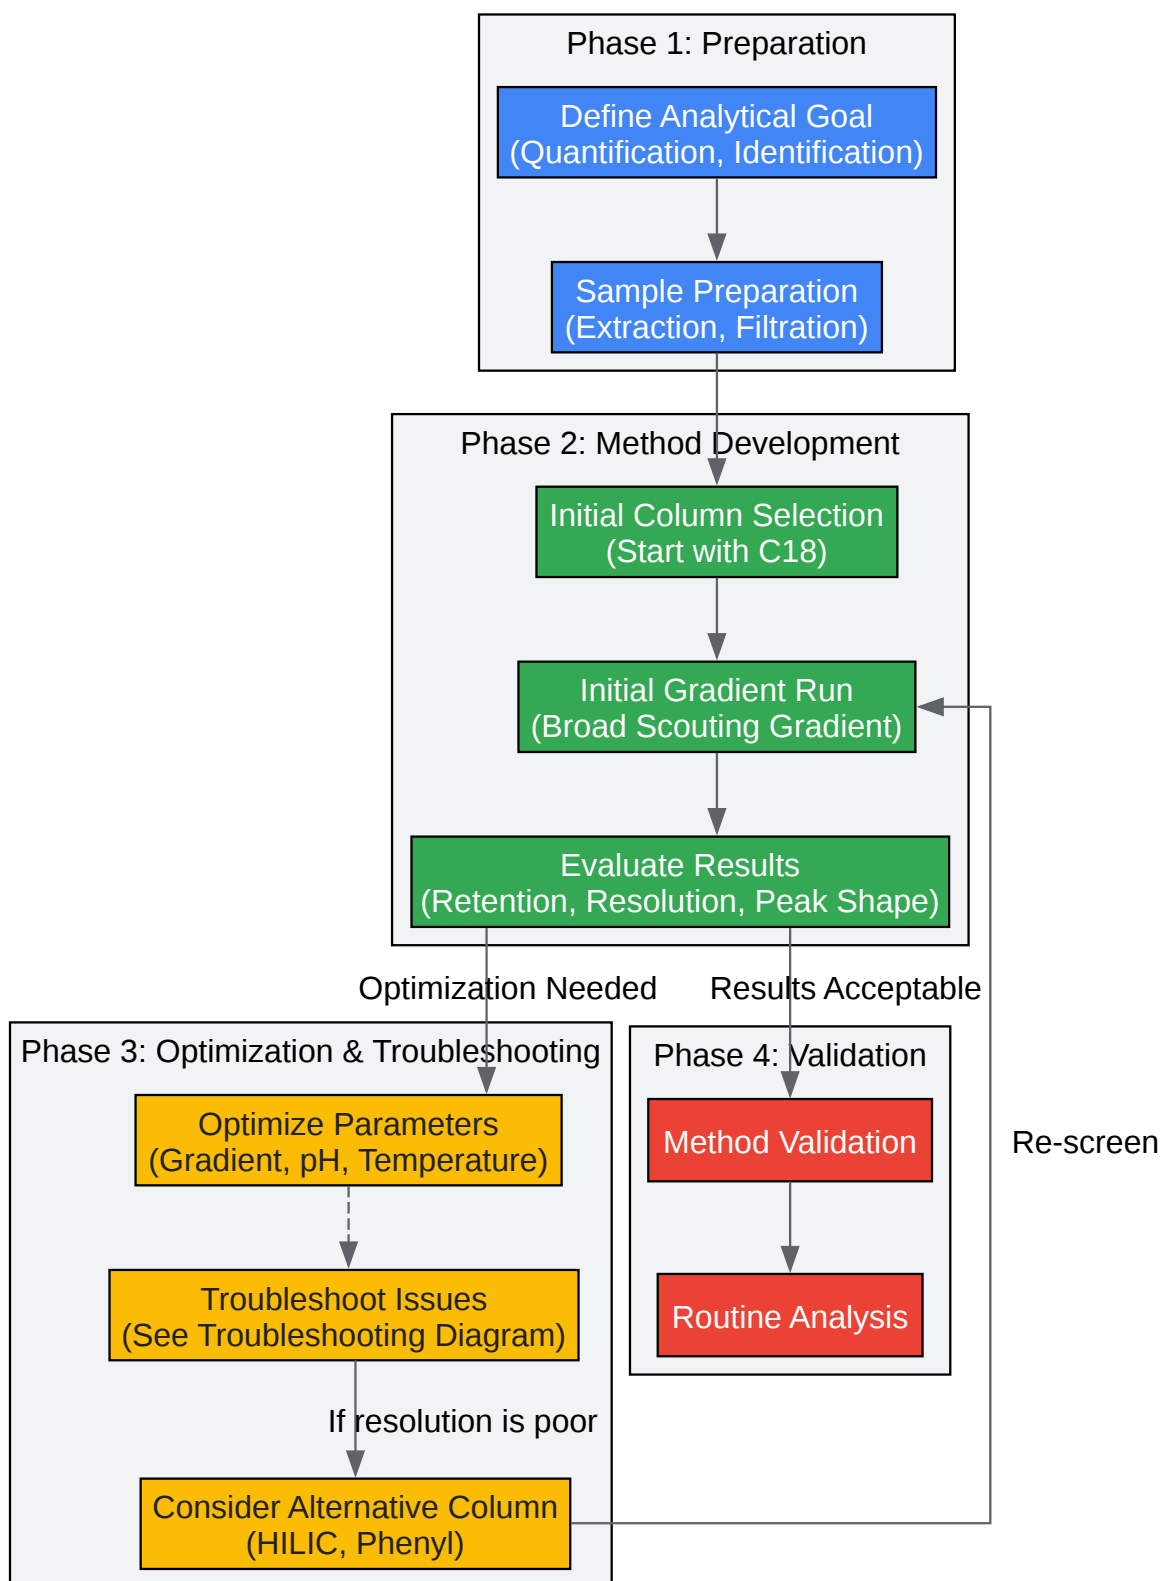 Phase 1: Preparation
Define Analytical Goal
(Quantification, Identification)
Sample Preparation
(Extraction, Filtration)
Phase 2: Method Development
Initial Column Selection
(Start with C18)
Initial Gradient Run
(Broad Scouting Gradient)
Evaluate Results
(Retention, Resolution, Peak Shape)
Optimization Needed
Results Acceptable
Phase 3: Optimization & Troubleshooting
Optimize Parameters
(Gradient, pH, Temperature)
Troubleshoot Issues
(See Troubleshooting Diagram)
If resolution is poor
Consider Alternative Column
(HILIC, Phenyl)
Phase 4: Validation
Method Validation
Routine Analysis
Re-screen